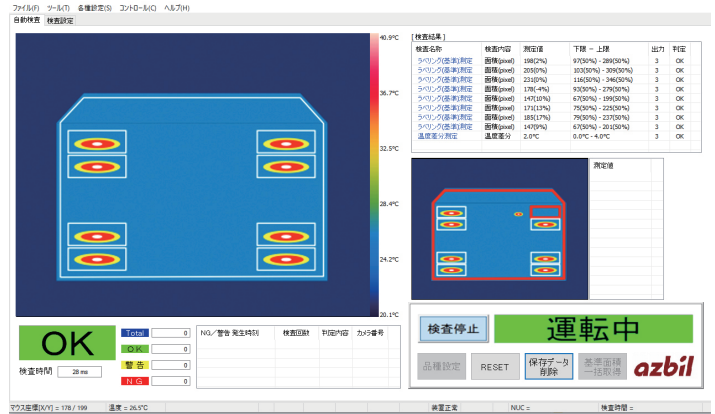 ファイル(F) ツール(T) 各種設定(S) コントロール(C) ヘルプ(H)
自動検査 検査設定
40.9℃
36.7℃
32.5℃
28.4℃
24.2℃
20.1℃
[検査結果]
検査名称 検査内容 測定値 下限 - 上限 出力 判定
ラベリング(基準)測定 面積(pixel) 198(2%) 97(50%) - 289(50%) 3 OK
ラベリング(基準)測定 面積(pixel) 205(0%) 103(50%) - 309(50%) 3 OK
ラベリング(基準)測定 面積(pixel) 231(0%) 116(50%) - 346(50%) 3 OK
ラベリング(基準)測定 面積(pixel) 178(-4%) 93(50%) - 279(50%) 3 OK
ラベリング(基準)測定 面積(pixel) 147(10%) 67(50%) - 199(50%) 3 OK
ラベリング(基準)測定 面積(pixel) 171(13%) 75(50%) - 225(50%) 3 OK
ラベリング(基準)測定 面積(pixel) 185(17%) 79(50%) - 237(50%) 3 OK
ラベリング(基準)測定 面積(pixel) 147(9%) 67(50%) - 201(50%) 3 OK
温度差分測定 温度差分 2.0℃ 0.0℃ - 4.0℃ 3 OK
測定値
OK
検査時間 28 ms
Total 0
OK 0
警告 0
NG 0
NG/警告 発生時刻 検査回数 判定内容 カメラ番号
検査停止 運転中
品種設定 RESET 保存データ削除 基準面積一括取得 azbil
マウス座標[X/Y] = 178 / 199 温度 = 26.5℃ 装置正常 NUC = 検査時間 =